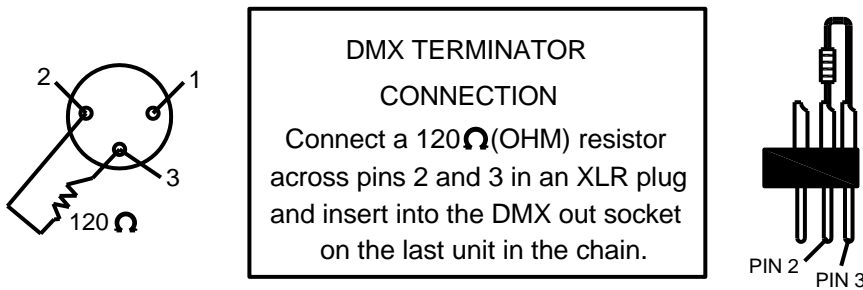 2
1
3
120 Ω
DMX TERMINATOR
CONNECTION
Connect a 120Ω(OHM) resistor
across pins 2 and 3 in an XLR plug
and insert into the DMX out socket
on the last unit in the chain.
PIN 2
PIN 3